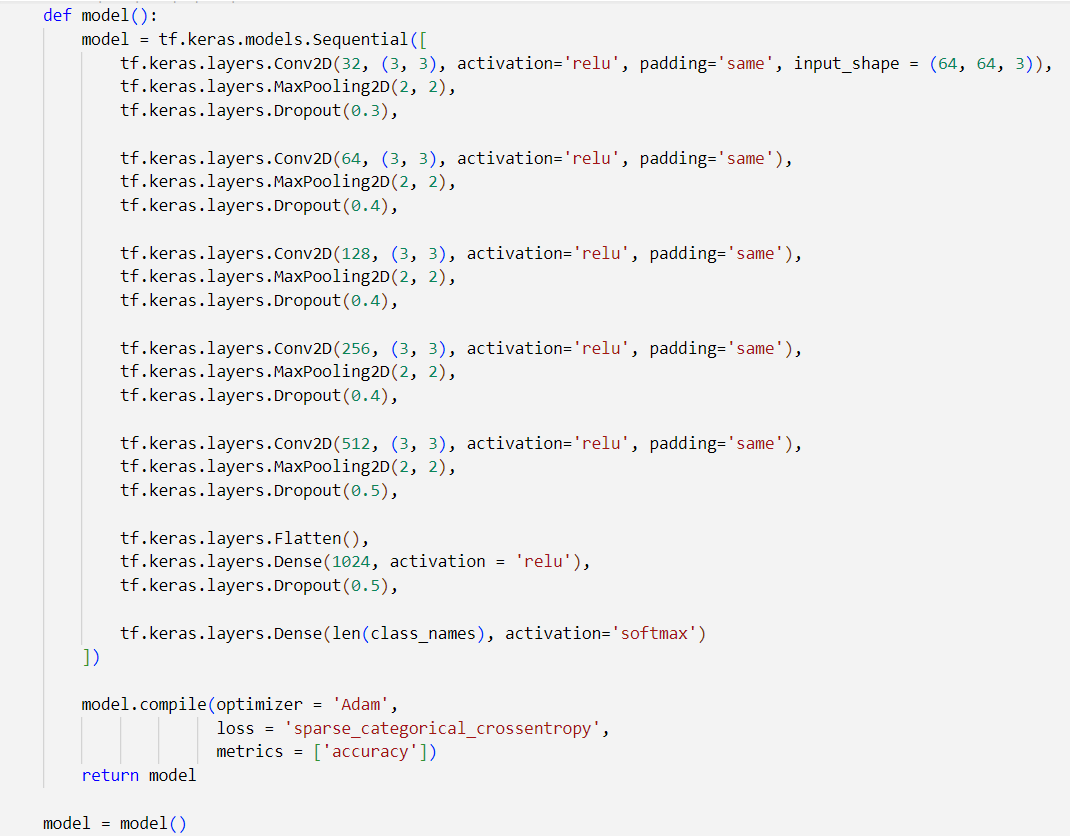 def model():
    model = tf.keras.models.Sequential([
        tf.keras.layers.Conv2D(32, (3, 3), activation='relu', padding='same', input_shape = (64, 64, 3)),
        tf.keras.layers.MaxPooling2D(2, 2),
        tf.keras.layers.Dropout(0.3),

        tf.keras.layers.Conv2D(64, (3, 3), activation='relu', padding='same'),
        tf.keras.layers.MaxPooling2D(2, 2),
        tf.keras.layers.Dropout(0.4),

        tf.keras.layers.Conv2D(128, (3, 3), activation='relu', padding='same'),
        tf.keras.layers.MaxPooling2D(2, 2),
        tf.keras.layers.Dropout(0.4),

        tf.keras.layers.Conv2D(256, (3, 3), activation='relu', padding='same'),
        tf.keras.layers.MaxPooling2D(2, 2),
        tf.keras.layers.Dropout(0.4),

        tf.keras.layers.Conv2D(512, (3, 3), activation='relu', padding='same'),
        tf.keras.layers.MaxPooling2D(2, 2),
        tf.keras.layers.Dropout(0.5),

        tf.keras.layers.Flatten(),
        tf.keras.layers.Dense(1024, activation = 'relu'),
        tf.keras.layers.Dropout(0.5),

        tf.keras.layers.Dense(len(class_names), activation='softmax')
    ])

    model.compile(optimizer = 'Adam',
                  loss = 'sparse_categorical_crossentropy',
                  metrics = ['accuracy'])
    return model

model = model()